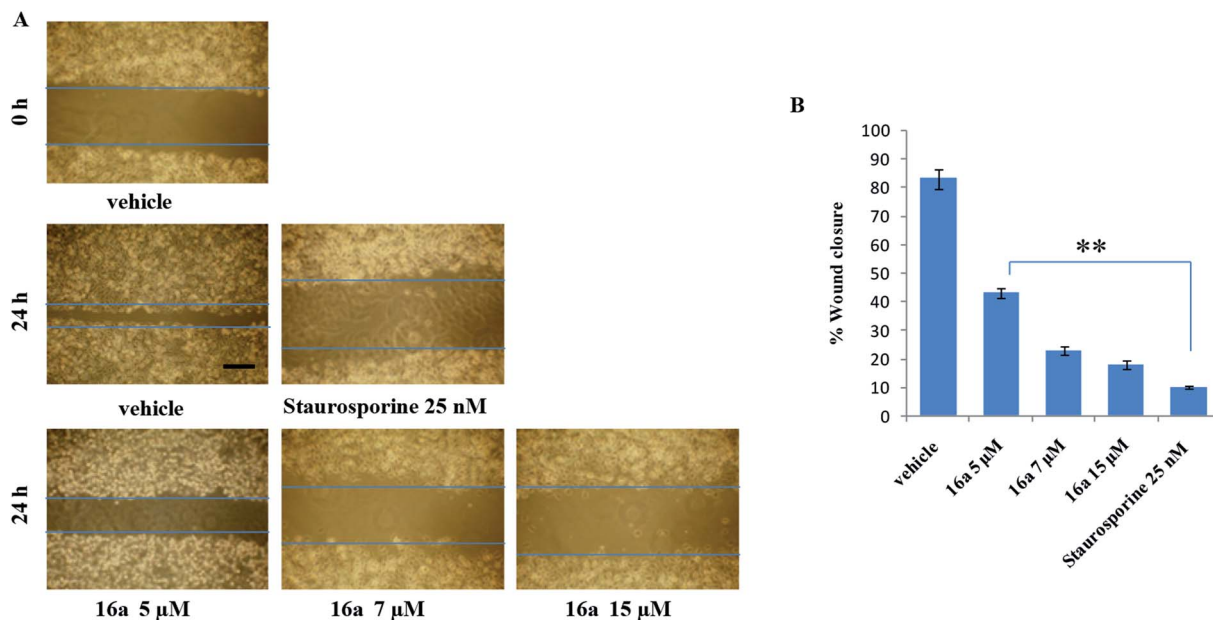 A
0 h
vehicle
24 h
vehicle
Staurosporine 25 nM
24 h
16a 5 µM
16a 7 µM
16a 15 µM
B
% Wound closure
100
90
80
70
60
50
40
30
20
10
0
**
vehicle
16a 5 µM
16a 7 µM
16a 15 µM
Staurosporine 25 nM